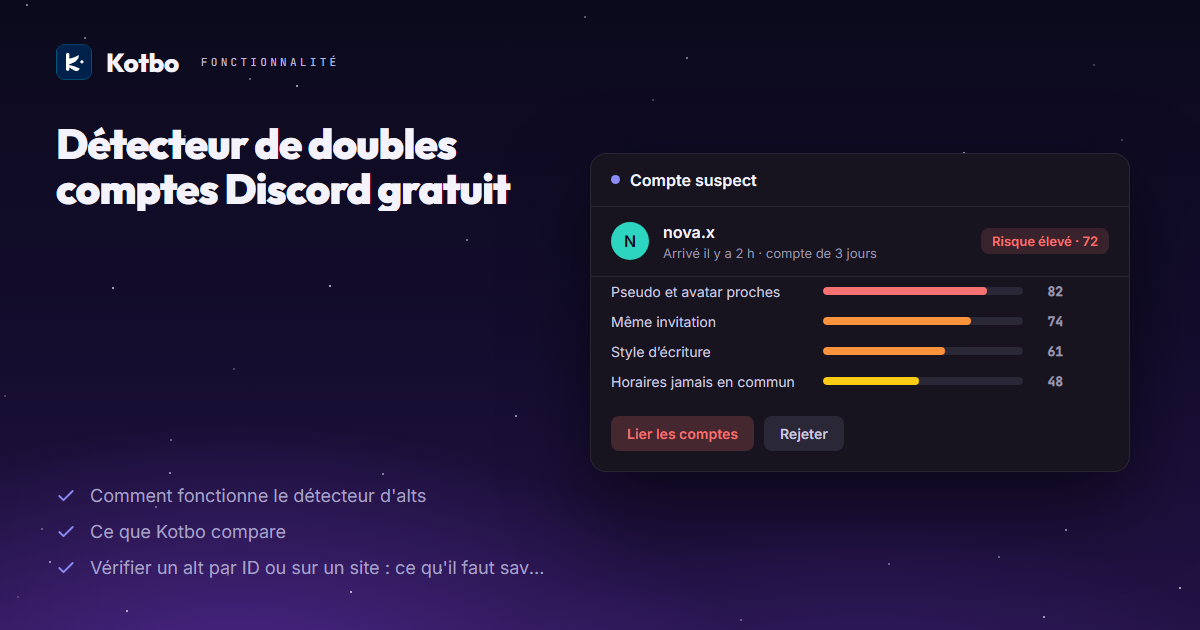 Kotbo FONCTIONNALITÉ
Détecteur de doubles
comptes Discord gratuit
Comment fonctionne le détecteur d'alts
Ce que Kotbo compare
Vérifier un alt par ID ou sur un site : ce qu'il faut sav...
Compte suspect
N
nova.x
Arrivé il y a 2 h · compte de 3 jours
Risque élevé · 72
Pseudo et avatar proches 82
Même invitation 74
Style d’écriture 61
Horaires jamais en commun 48
Lier les comptes Rejeter